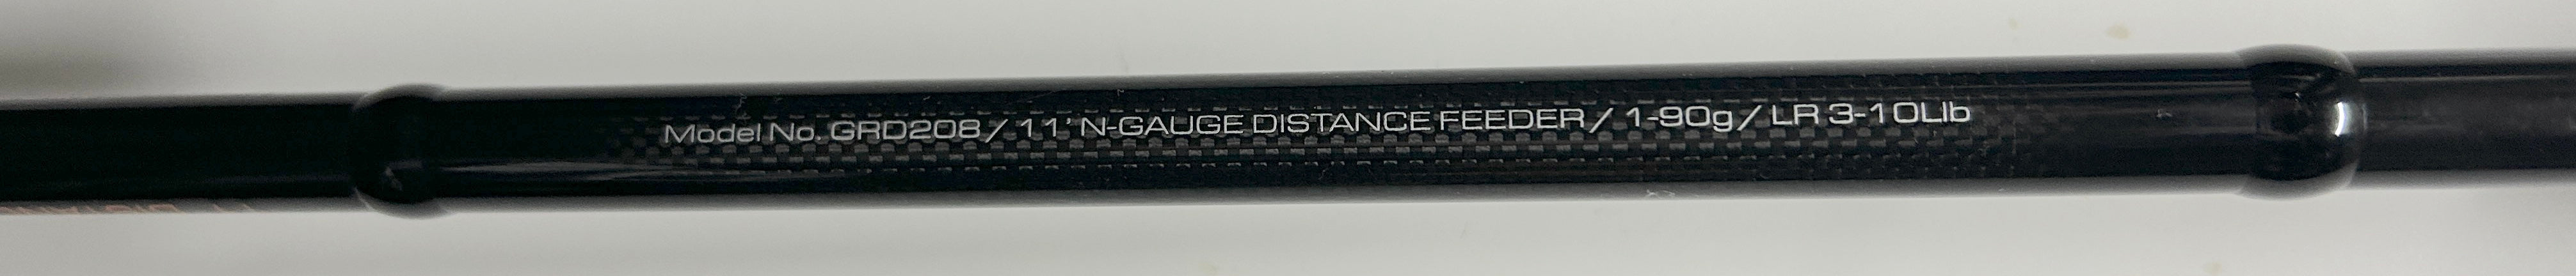 Model No. GRD208 / 11' N-GAUGE DISTANCE FEEDER / 1-90g / LR 3-10Llb